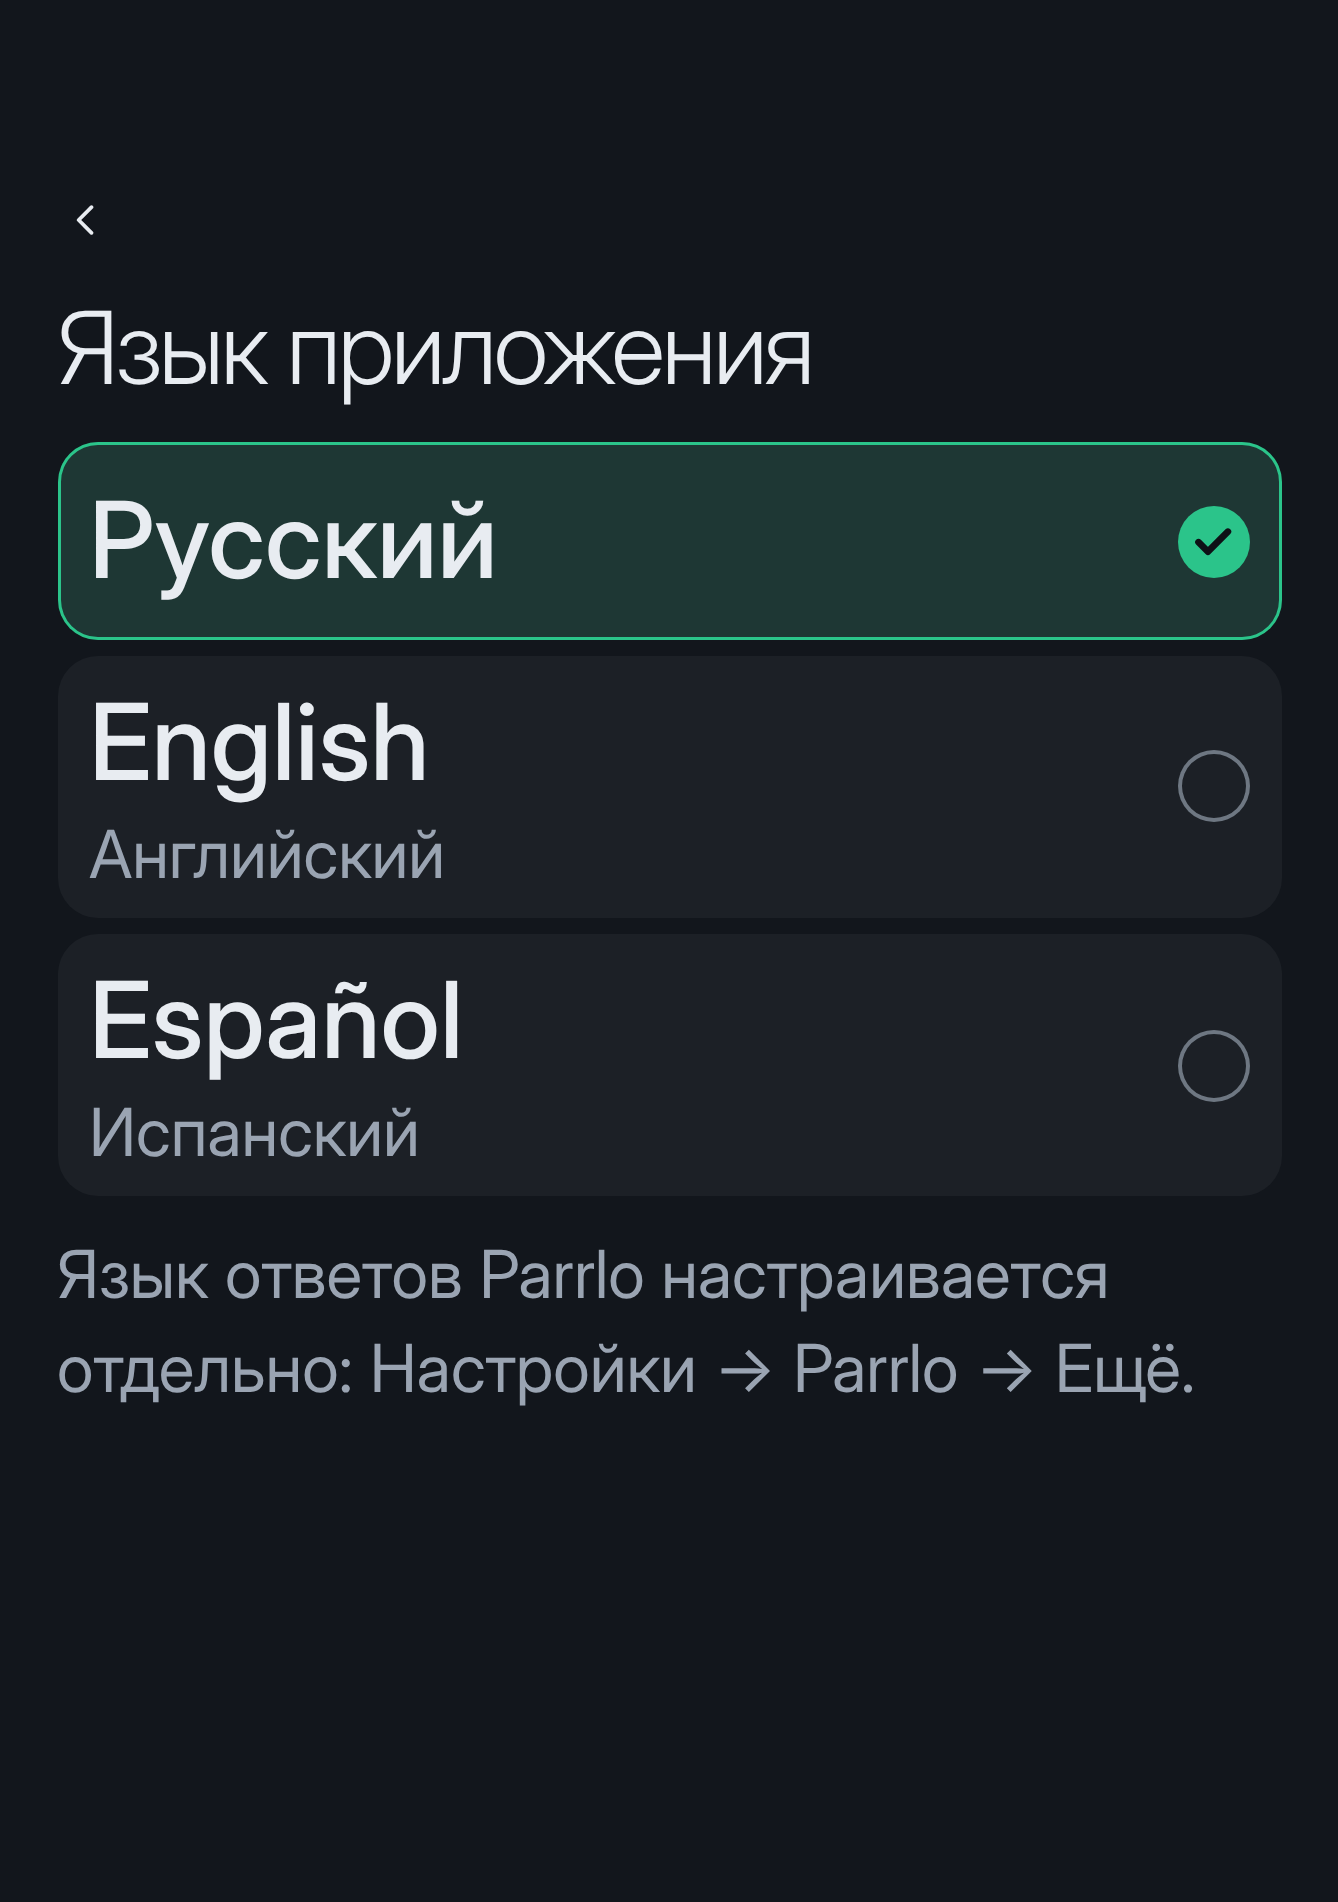 Язык приложения
Русский
English
Английский
Español
Испанский
Язык ответов Parrlo настраивается
отдельно: Настройки → Parrlo → Ещё.